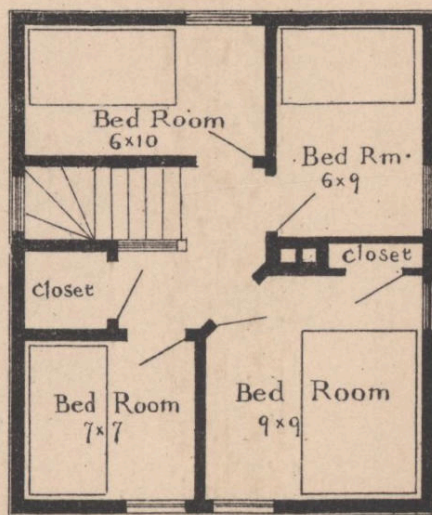 Bed Room
6x10
Bed Rm.
6x9
closet
closet
Bed Room
7x7
Bed Room
9x9